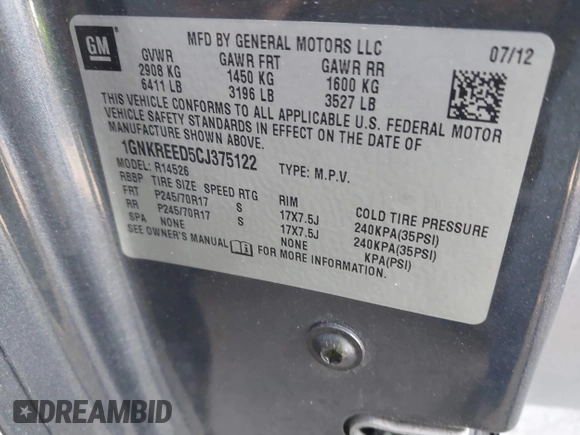 GM
MFD BY GENERAL MOTORS LLC 07/12
GVWR GAWR FRT GAWR RR
2908 KG 1450 KG 1600 KG
6411 LB 3196 LB 3527 LB
THIS VEHICLE CONFORMS TO ALL APPLICABLE U.S. FEDERAL MOTOR
VEHICLE SAFETY STANDARDS IN EFFECT ON THE DATE OF
MANUFACTURE SHOWN ABOVE.
1GNKREED5CJ375122 TYPE: M.P.V.
MODEL: R14526
RBBP TIRE SIZE SPEED RTG RIM COLD TIRE PRESSURE
FRT P245/70R17 S 17X7.5J 240KPA(35PSI)
RR P245/70R17 S 17X7.5J 240KPA(35PSI)
SPA NONE NONE KPA(PSI)
SEE OWNER'S MANUAL FOR MORE INFORMATION.
DREAMBID